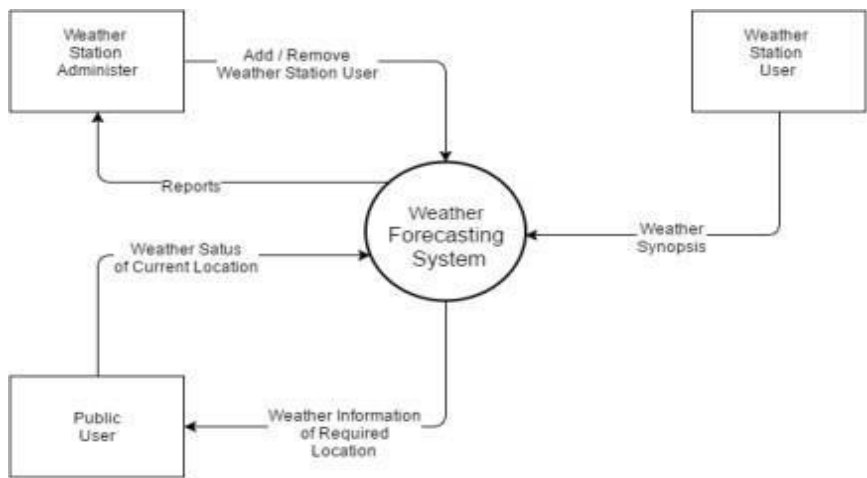 Weather
Station
Administer
Add / Remove
Weather Station User
Weather
Station
User
Reports
Weather
Forecasting
System
Weather
Synopsis
Weather Satus
of Current Location
Public
User
Weather Information
of Required
Location